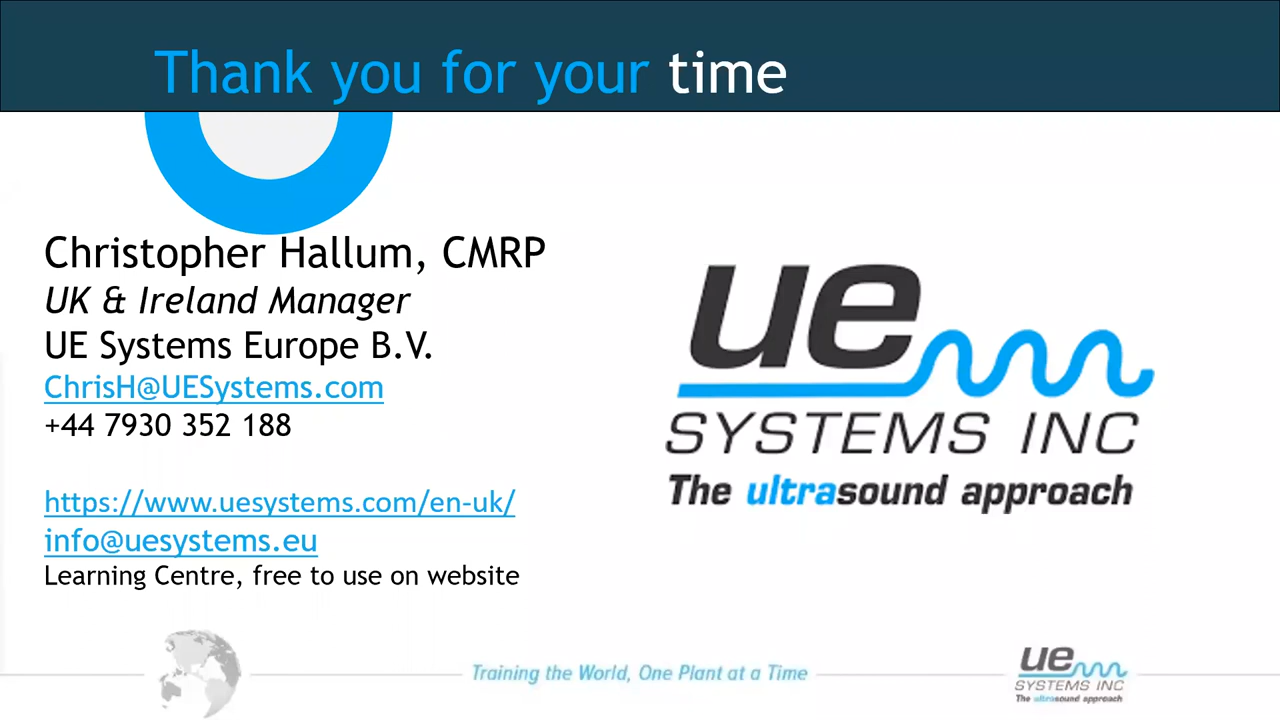 Thank you for your time
Christopher Hallum, CMRP
UK & Ireland Manager
UE Systems Europe B.V.
ChrisH@UESystems.com
+44 7930 352 188
https://www.uesystems.com/en-uk/
info@uesystems.eu
Learning Centre, free to use on website
ue
SYSTEMS INC
The ultrasound approach
Training the World, One Plant at a Time
ue
SYSTEMS INC
The ultrasound approach